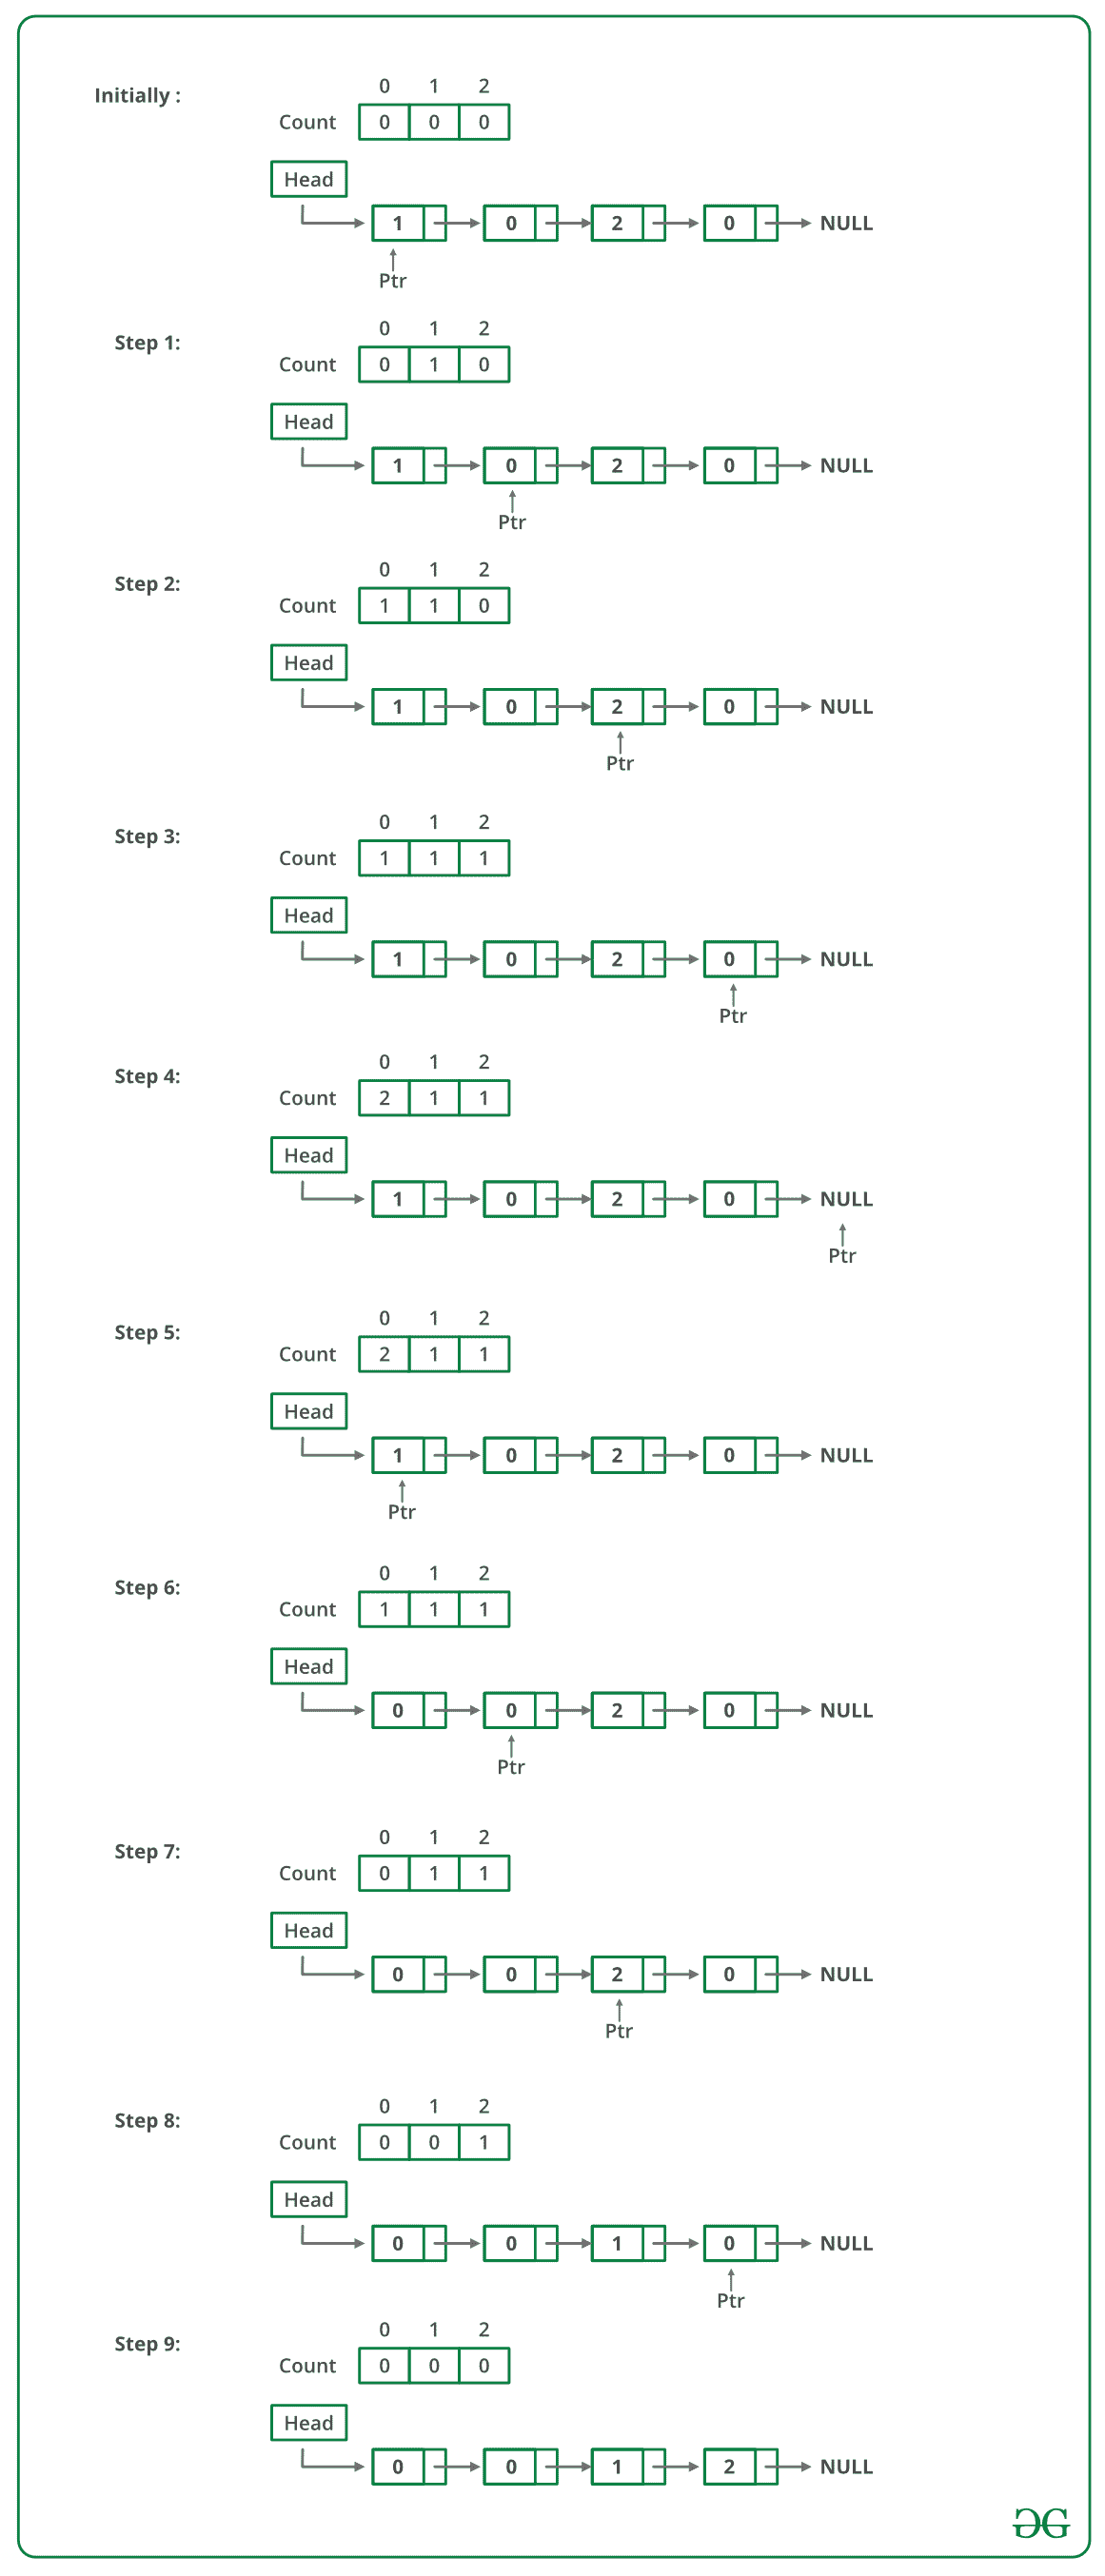 0 1 2
Initially :
Count 0 0 0
Head
1 0 2 0 NULL
Ptr
0 1 2
Step 1:
Count 0 1 0
Head
1 0 2 0 NULL
Ptr
0 1 2
Step 2:
Count 1 1 0
Head
1 0 2 0 NULL
Ptr
0 1 2
Step 3:
Count 1 1 1
Head
1 0 2 0 NULL
Ptr
0 1 2
Step 4:
Count 2 1 1
Head
1 0 2 0 NULL
Ptr
0 1 2
Step 5:
Count 2 1 1
Head
1 0 2 0 NULL
Ptr
0 1 2
Step 6:
Count 1 1 1
Head
0 0 2 0 NULL
Ptr
0 1 2
Step 7:
Count 0 1 1
Head
0 0 2 0 NULL
Ptr
0 1 2
Step 8:
Count 0 0 1
Head
0 0 1 0 NULL
Ptr
0 1 2
Step 9:
Count 0 0 0
Head
0 0 1 2 NULL